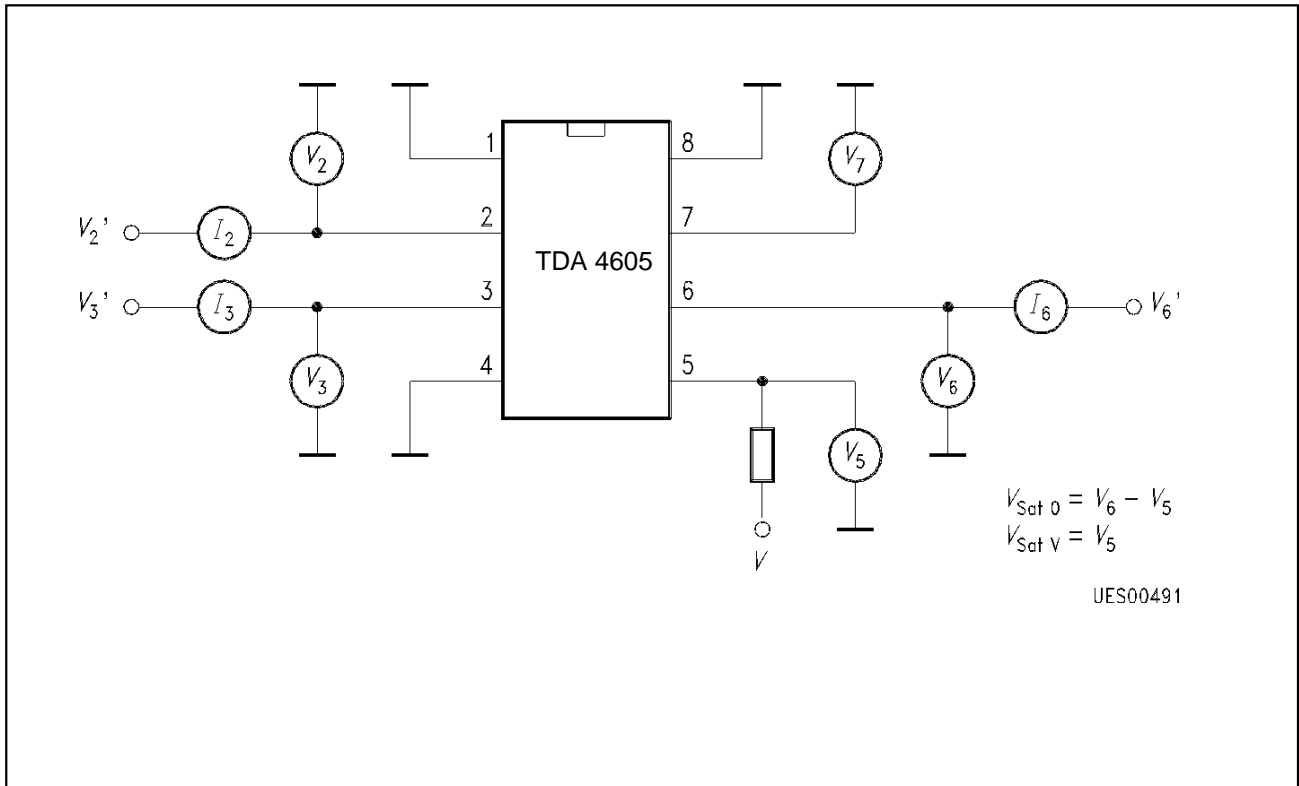 1 8
V2 V7
V2' I2 2 7
TDA 4605
V3' I3 3 6 I6 V6'
4 5
V3 V6
V5
V
VSat 0 = V6 − V5
VSat V = V5
UES00491